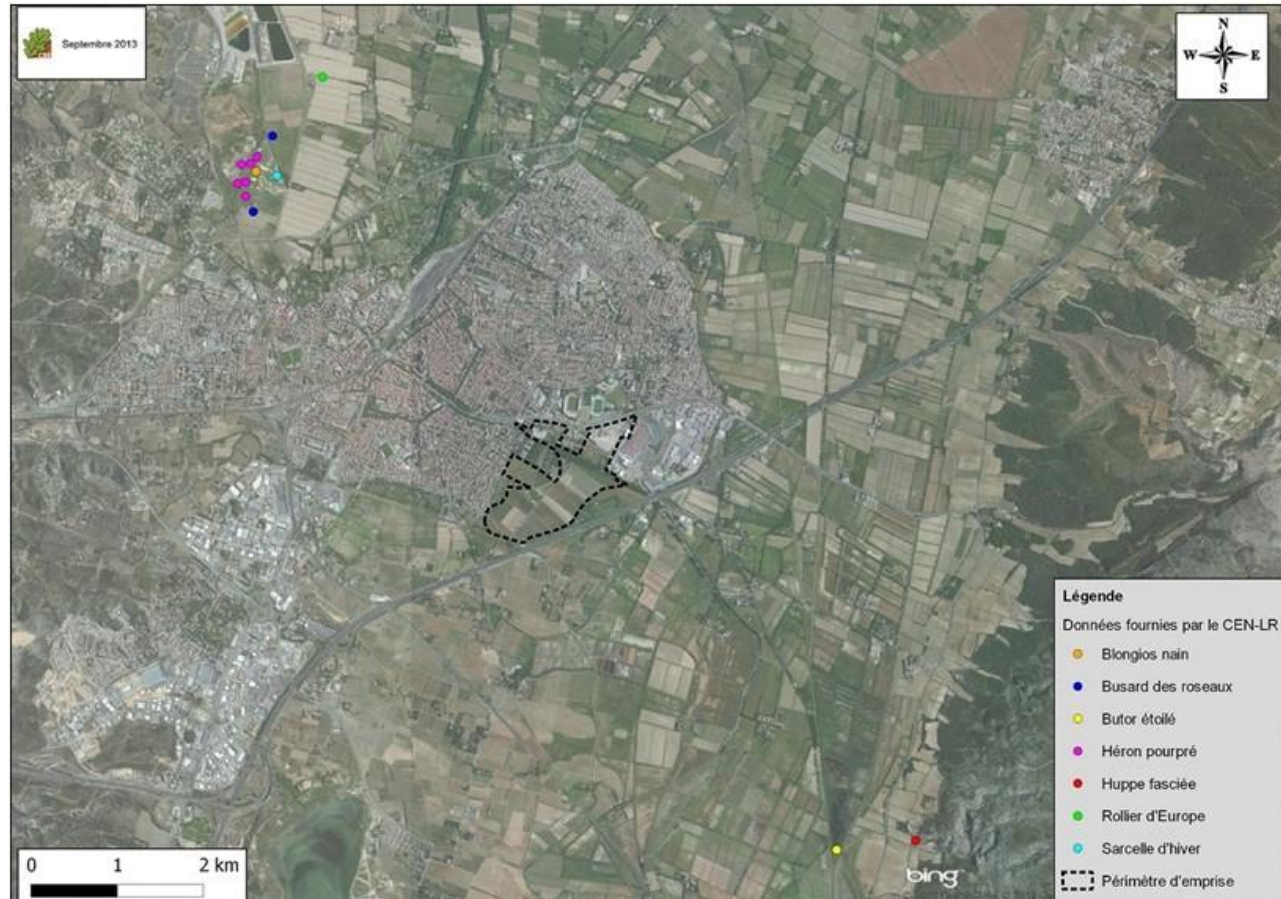 Septembre 2013
N
W E
S
Légende
Données fournies par le CEN-LR
Blongios nain
Busard des roseaux
Butor étoilé
Héron pourpré
Huppe fasciée
Rollier d'Europe
Sarcelle d'hiver
Périmètre d'emprise
0 1 2 km
bing